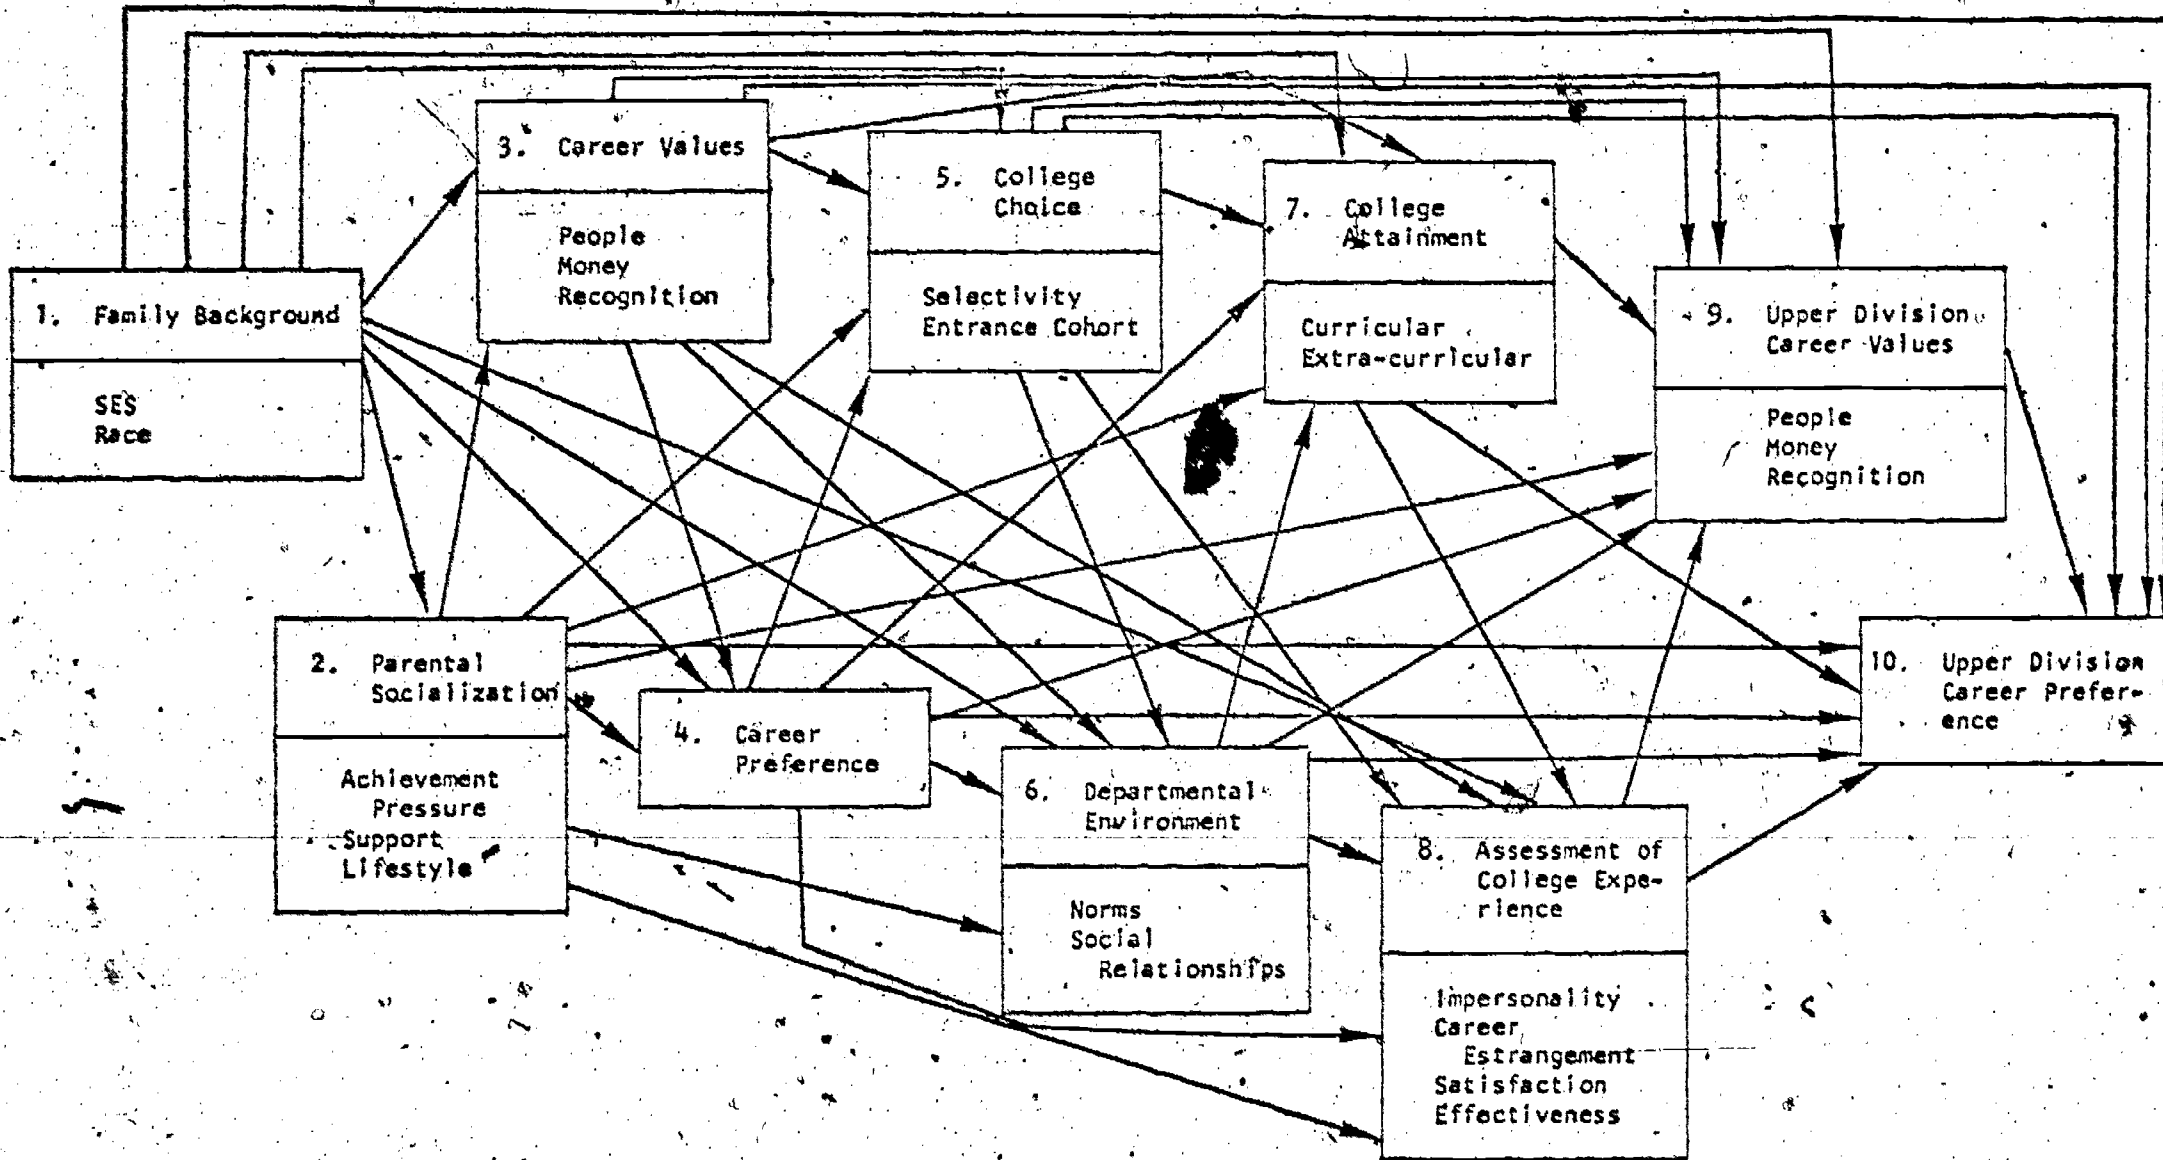 1. Family Background
SES
Race
2. Parental
Socialization
Achievement
Pressure
Support
Lifestyle
3. Career Values
People
Money
Recognition
4. Career
Preference
5. College
Choice
Selectivity
Entrance Cohort
6. Departmental
Environment
Norms
Social
Relationships
7. College
Attainment
Curricular
Extra-curricular
8. Assessment of
College Expe-
rience
Impersonality
Career
Estrangement
Satisfaction
Effectiveness
9. Upper Division
Career Values
People
Money
Recognition
10. Upper Division
Career Prefer-
ence